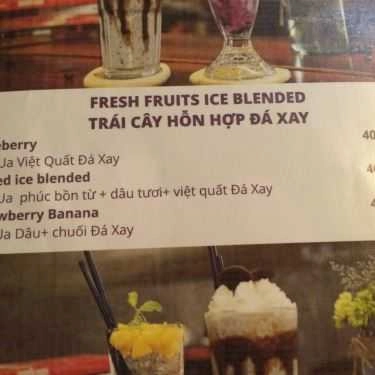 FRESH FRUITS ICE BLENDED
TRÁI CÂY HỖN HỢP ĐÁ XAY
eberry 40
Ua Việt Quất Đá Xay
ed ice blended
Ua phúc bồn từ + dâu tươi+ việt quất Đá Xay
wberry Banana
Ua Dâu+ chuối Đá Xay